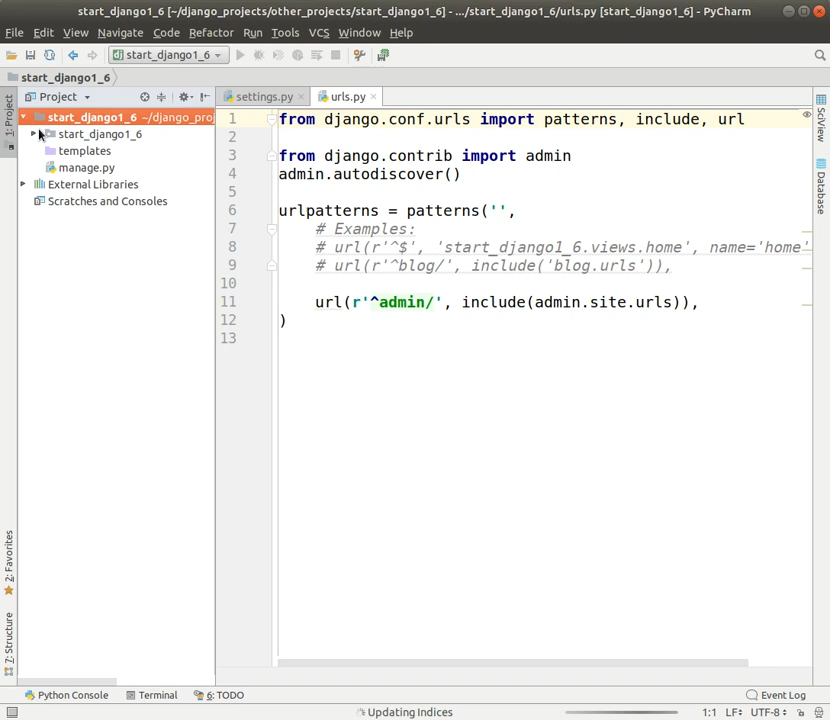 start_django1_6 [~/django_projects/other_projects/start_django1_6] - .../start_django1_6/urls.py [start_django1_6] - PyCharm
File Edit View Navigate Code Refactor Run Tools VCS Window Help
start_django1_6
start_django1_6
Project
settings.py
urls.py
1: Project
start_django1_6 ~/django_proj
start_django1_6
templates
manage.py
External Libraries
Scratches and Consoles
1 from django.conf.urls import patterns, include, url
2
3 from django.contrib import admin
4 admin.autodiscover()
5
6 urlpatterns = patterns('',
7 # Examples:
8 # url(r'^$', 'start_django1_6.views.home', name='home'
9 # url(r'^blog/', include('blog.urls')),
10
11 url(r'^admin/', include(admin.site.urls)),
12 )
13
SciView
Database
2: Favorites
7: Structure
Python Console
Terminal
6: TODO
Event Log
Updating Indices
1:1 LF UTF-8